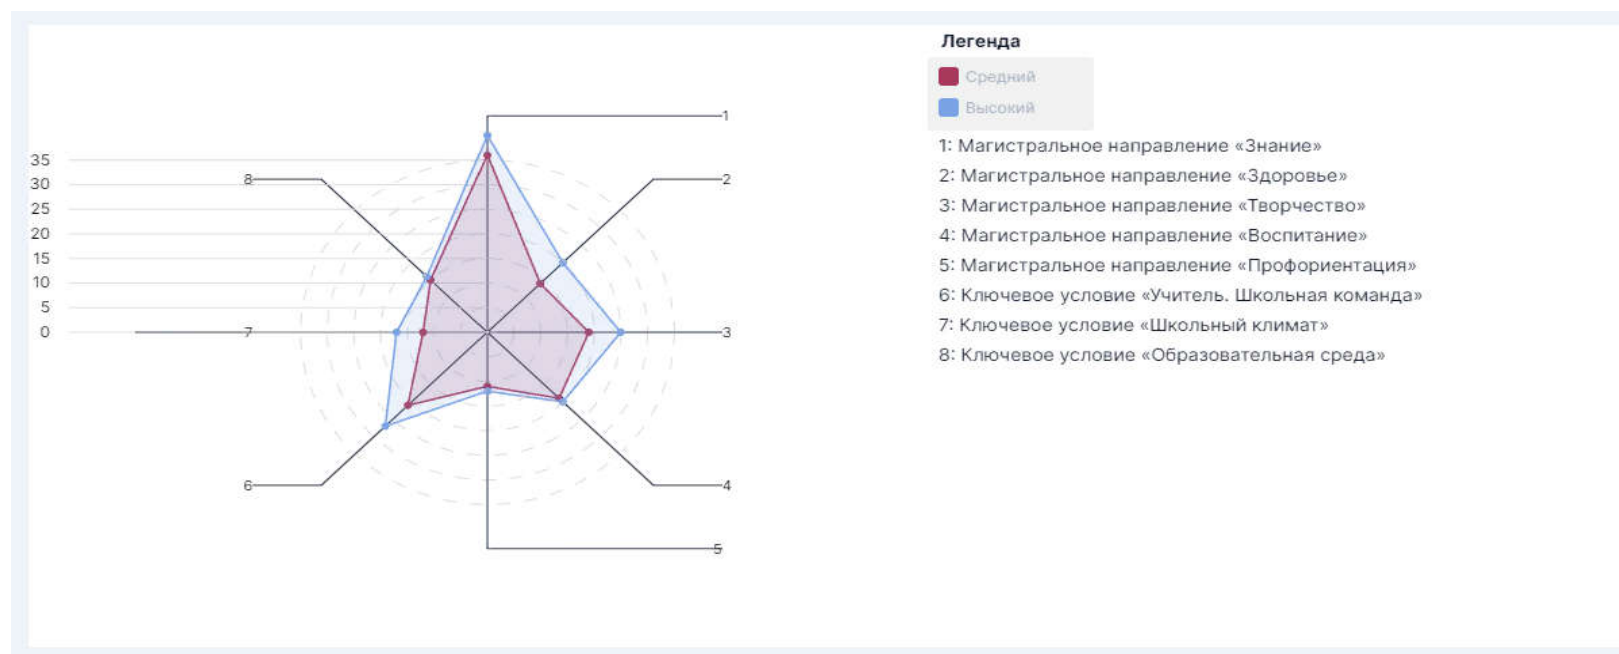 Легенда
Средний
Высокий
1: Магистральное направление «Знание»
2: Магистральное направление «Здоровье»
3: Магистральное направление «Творчество»
4: Магистральное направление «Воспитание»
5: Магистральное направление «Профориентация»
6: Ключевое условие «Учитель. Школьная команда»
7: Ключевое условие «Школьный климат»
8: Ключевое условие «Образовательная среда»
35
30
25
20
15
10
5
0
1
2
3
4
5
6
7
8